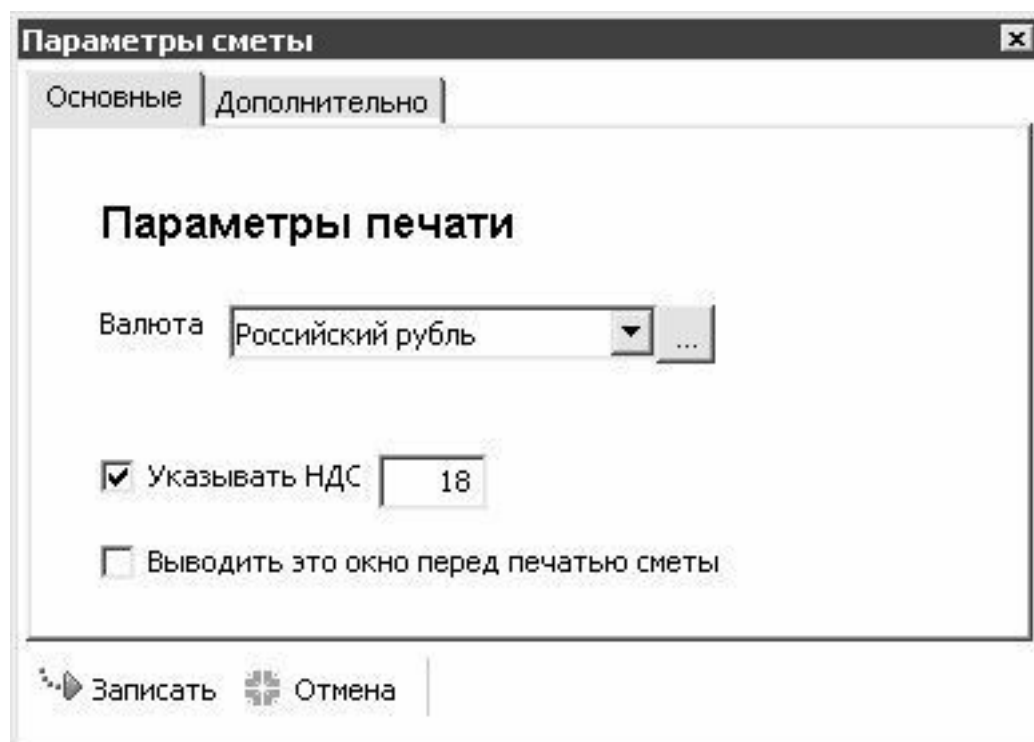 Параметры сметы
Основные Дополнительно
Параметры печати
Валюта Российский рубль ...
Указывать НДС 18
Выводить это окно перед печатью сметы
Записать Отмена